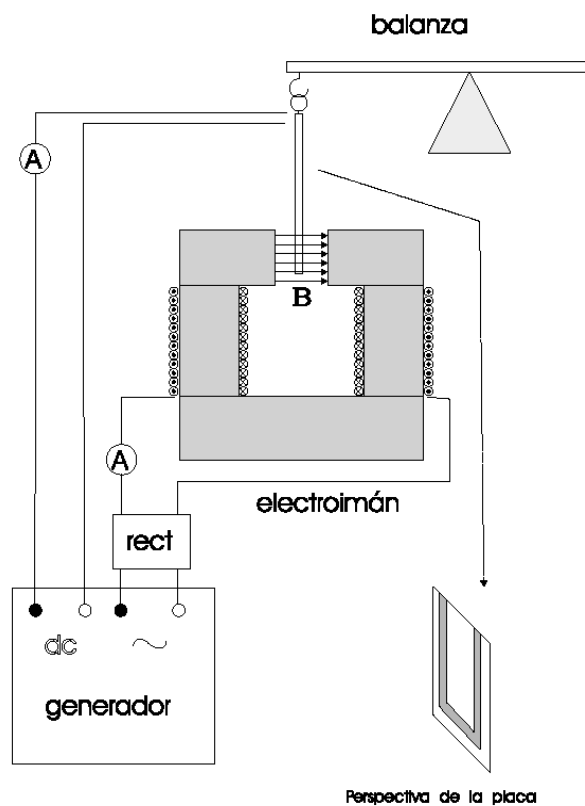 balanza
A
B
A
electroimán
rect
dc
generador
Perspectiva de la placa